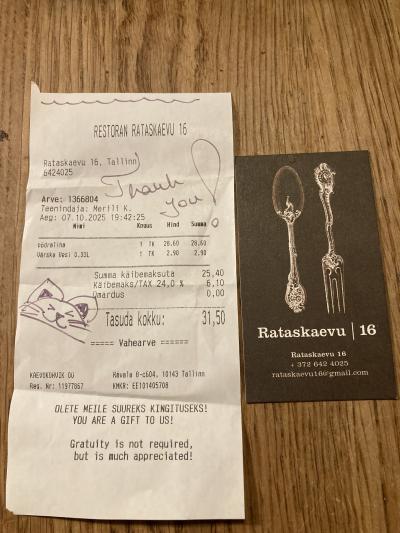 RESTORAN RATASKAEVU 16
Rataskaevu 16, Tallinn
6424025
Thank you!
Arve: 1366804
Teenindaja: Merili K.
Aeg: 07.10.2025 19:42:25
Nimi Kogus Hind Summa
Põdraliha 1 TK 28.60 28.60
Värska Vesi 0.33L 1 TK 2.90 2.90
Summa käibemaksuta 25,40
Käibemaks/TAX 24,0 % 6,10
Ümardus 0,00
Tasuda kokku: 31,50
===== Vahearve =====
KAEVUKOHVIK OÜ Rävala 8-c604, 10143 Tallinn
Reg. Nr: 11977867 KMKR: EE101405708
OLETE MEILE SUUREKS KINGITUSEKS!
YOU ARE A GIFT TO US!
Gratuity is not required,
but is much appreciated!
Rataskaevu | 16
Rataskaevu 16
+ 372 642 4025
rataskaevu16@gmail.com